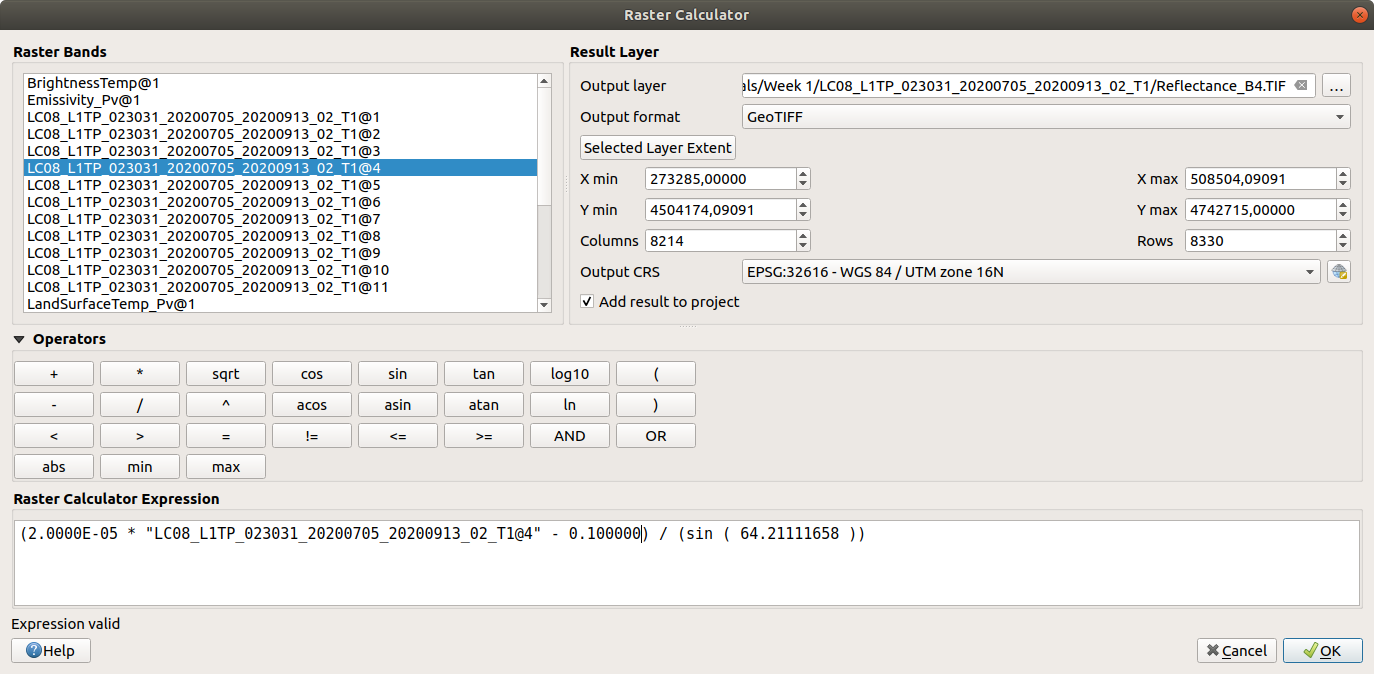 Raster Calculator
Raster Bands
BrightnessTemp@1
Emissivity_Pv@1
LC08_L1TP_023031_20200705_20200913_02_T1@1
LC08_L1TP_023031_20200705_20200913_02_T1@2
LC08_L1TP_023031_20200705_20200913_02_T1@3
LC08_L1TP_023031_20200705_20200913_02_T1@4
LC08_L1TP_023031_20200705_20200913_02_T1@5
LC08_L1TP_023031_20200705_20200913_02_T1@6
LC08_L1TP_023031_20200705_20200913_02_T1@7
LC08_L1TP_023031_20200705_20200913_02_T1@8
LC08_L1TP_023031_20200705_20200913_02_T1@9
LC08_L1TP_023031_20200705_20200913_02_T1@10
LC08_L1TP_023031_20200705_20200913_02_T1@11
LandSurfaceTemp_Pv@1
Result Layer
Output layer als/Week 1/LC08_L1TP_023031_20200705_20200913_02_T1/Reflectance_B4.TIF ...
Output format GeoTIFF
Selected Layer Extent
X min 273285,00000 X max 508504,09091
Y min 4504174,09091 Y max 4742715,00000
Columns 8214 Rows 8330
Output CRS EPSG:32616 - WGS 84 / UTM zone 16N
Add result to project
Operators
+ * sqrt cos sin tan log10 (
- / ^ acos asin atan ln )
< > = != <= >= AND OR
abs min max
Raster Calculator Expression
(2.0000E-05 * "LC08_L1TP_023031_20200705_20200913_02_T1@4" - 0.100000) / (sin ( 64.21111658 ))
Expression valid
Help Cancel OK